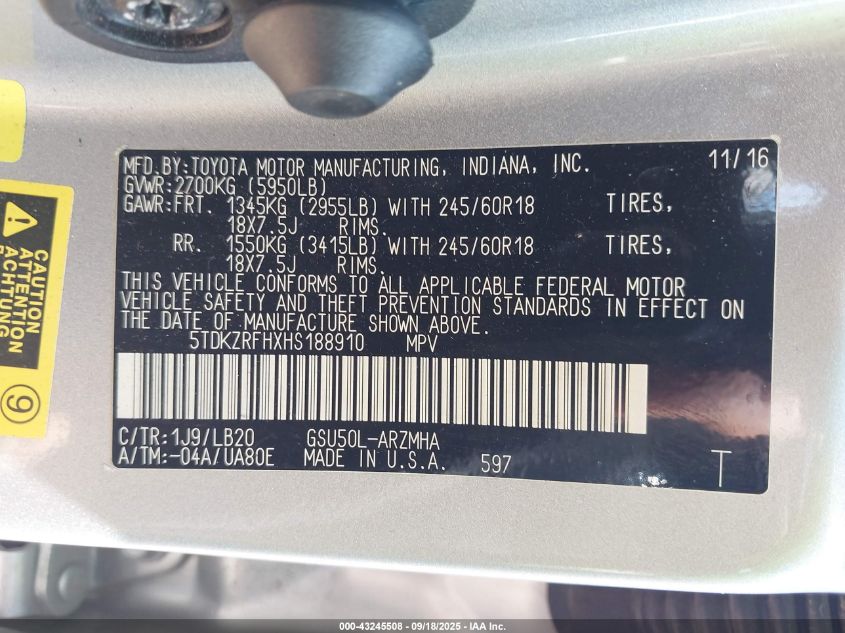 MFD.BY:TOYOTA MOTOR MANUFACTURING, INDIANA, INC. 11/16
GVWR:2700KG (5950LB)
GAWR:FRT. 1345KG (2955LB) WITH 245/60R18 TIRES,
18X7.5J RIMS.
RR. 1550KG (3415LB) WITH 245/60R18 TIRES,
18X7.5J RIMS.
THIS VEHICLE CONFORMS TO ALL APPLICABLE FEDERAL MOTOR
VEHICLE SAFETY AND THEFT PREVENTION STANDARDS IN EFFECT ON
THE DATE OF MANUFACTURE SHOWN ABOVE.
5TDKZRFHXHS188910 MPV
C/TR:1J9/LB20 GSU50L-ARZMHA
A/TM:-04A/UA80E MADE IN U.S.A. 597 T
CAUTION
ATTENTION
ACHTUNG
9
000-43245508 - 09/18/2025 - IAA Inc.